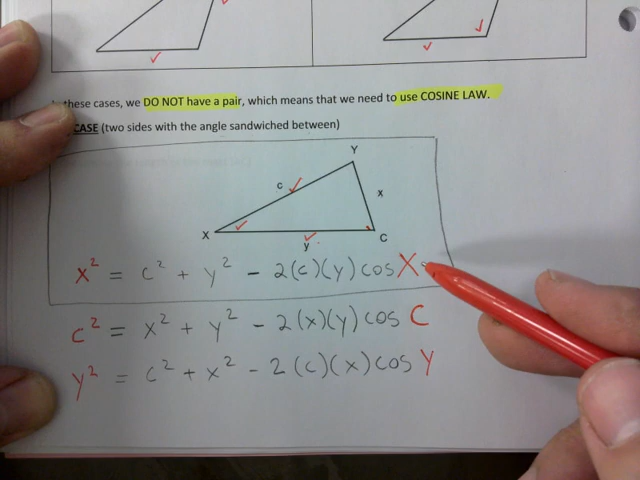 these cases, we DO NOT have a pair, which means that we need to use COSINE LAW.
CASE (two sides with the angle sandwiched between)
Y
c
x
X
y
C
x² = c² + y² - 2(c)(y) cos X
c² = x² + y² - 2(x)(y) cos C
y² = c² + x² - 2(c)(x) cos Y